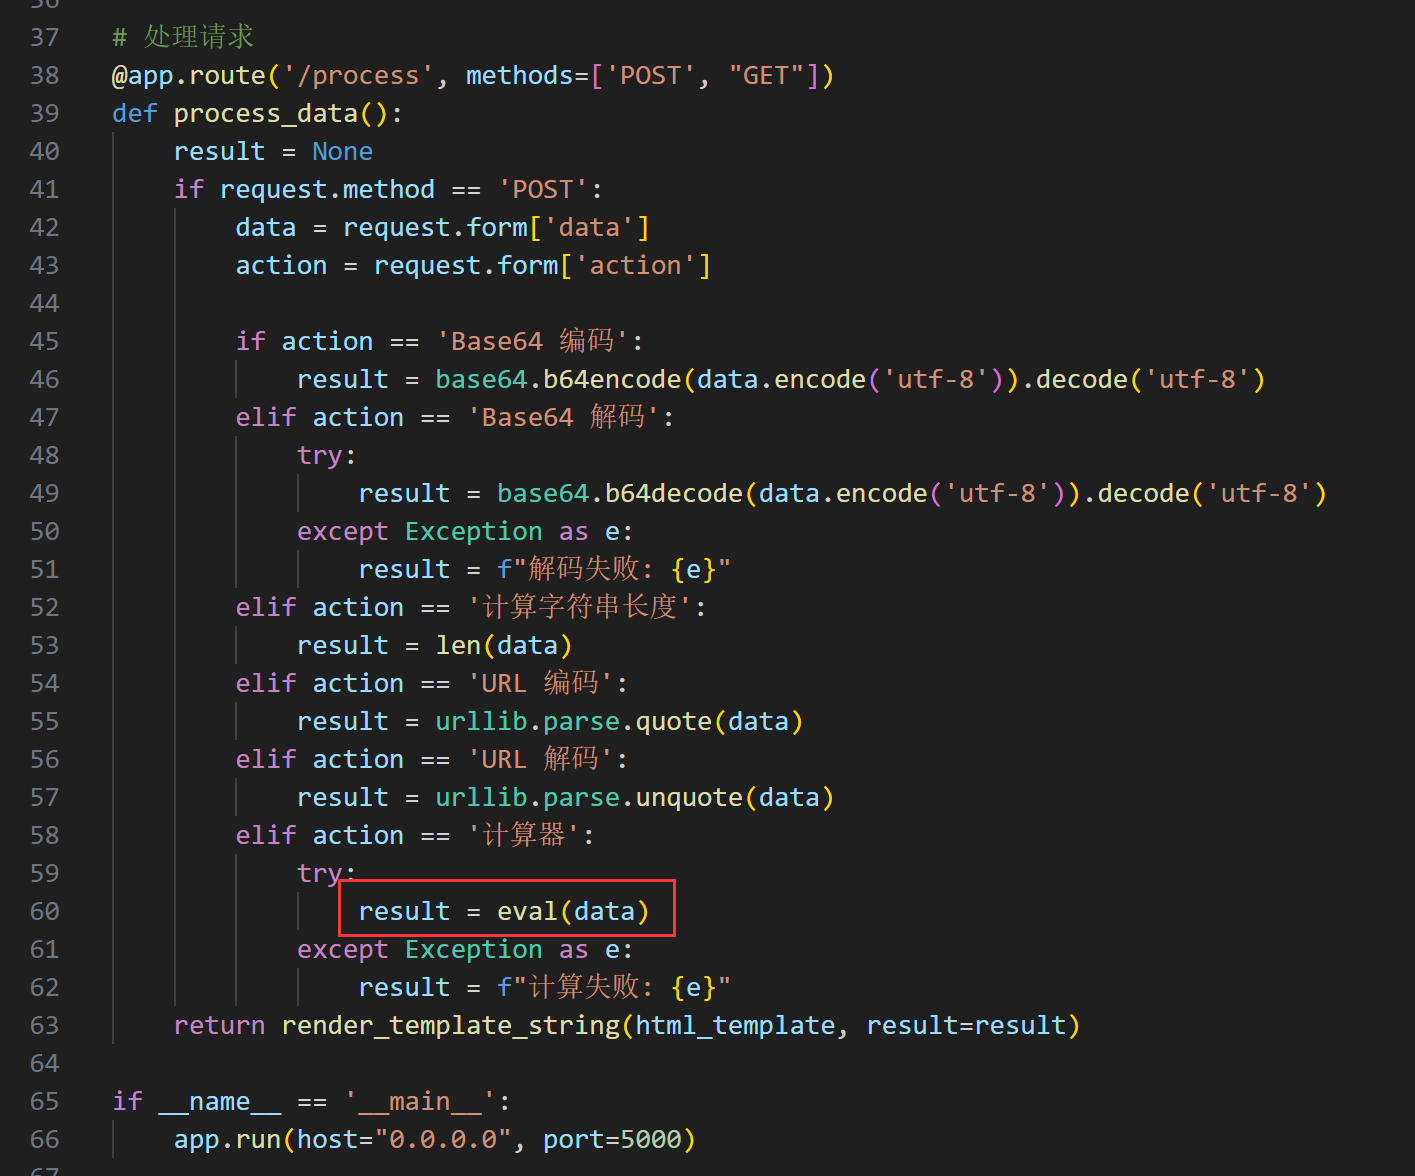 37 # 处理请求
38 @app.route('/process', methods=['POST', "GET"])
39 def process_data():
40     result = None
41     if request.method == 'POST':
42         data = request.form['data']
43         action = request.form['action']
44
45         if action == 'Base64 编码':
46             result = base64.b64encode(data.encode('utf-8')).decode('utf-8')
47         elif action == 'Base64 解码':
48             try:
49                 result = base64.b64decode(data.encode('utf-8')).decode('utf-8')
50             except Exception as e:
51                 result = f"解码失败: {e}"
52         elif action == '计算字符串长度':
53             result = len(data)
54         elif action == 'URL 编码':
55             result = urllib.parse.quote(data)
56         elif action == 'URL 解码':
57             result = urllib.parse.unquote(data)
58         elif action == '计算器':
59             try:
60                 result = eval(data)
61             except Exception as e:
62                 result = f"计算失败: {e}"
63     return render_template_string(html_template, result=result)
64
65 if __name__ == '__main__':
66     app.run(host="0.0.0.0", port=5000)